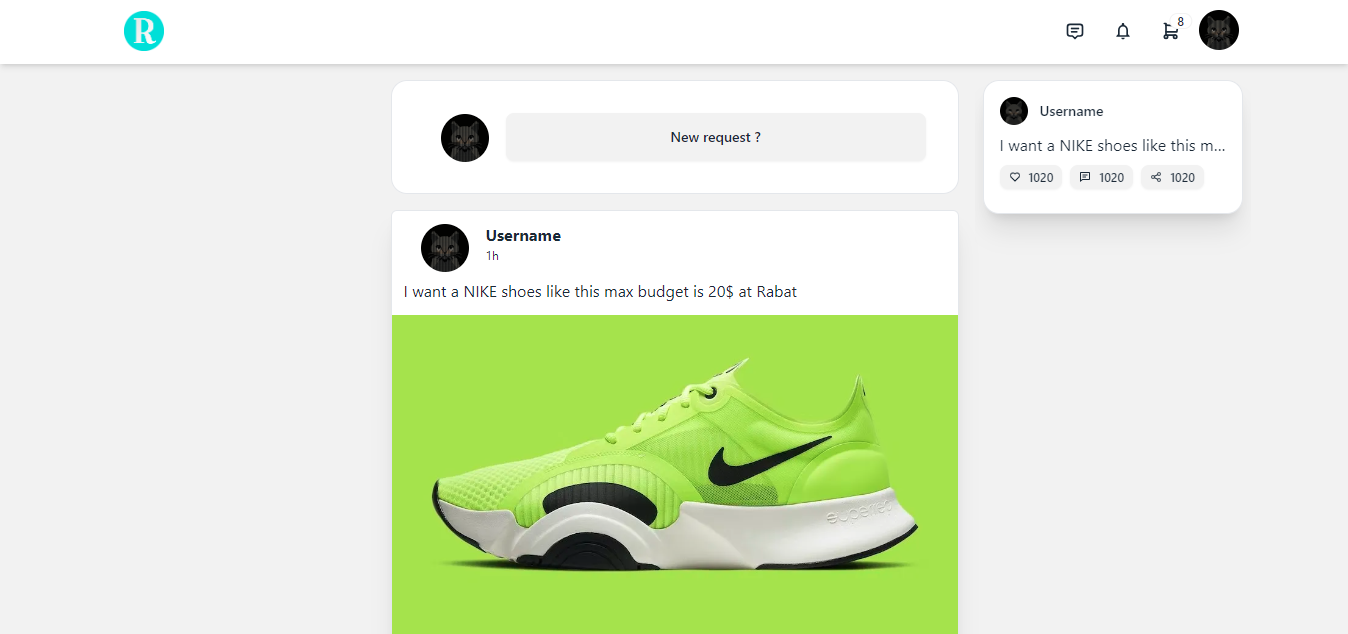 R
8
New request ?
Username
1h
I want a NIKE shoes like this max budget is 20$ at Rabat
superrep
Username
I want a NIKE shoes like this m...
1020
1020
1020